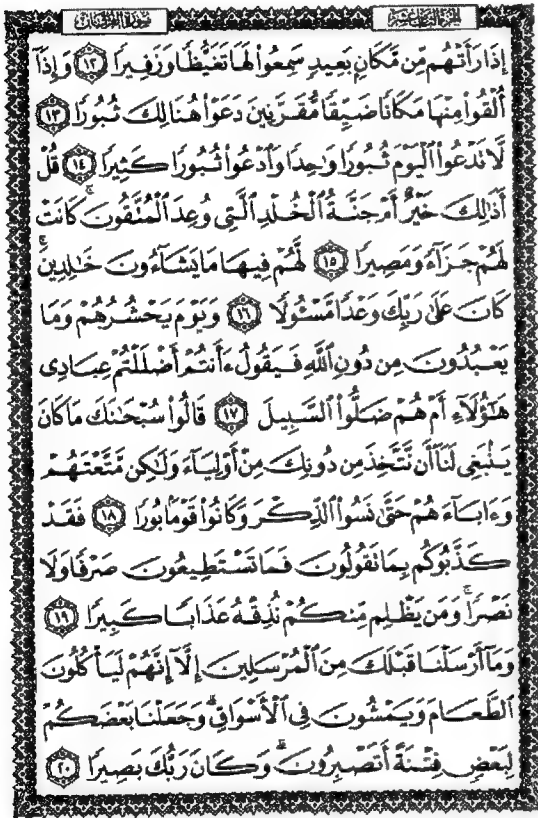 سورة الفرقان الجزء الثامن عشر
إِذَا رَأَتْهُم مِّن مَّكَانٍ بَعِيدٍ سَمِعُوا۟ لَهَا تَغَيُّظًا وَزَفِيرًا ١٢ وَإِذَآ
أُلْقُوا۟ مِنْهَا مَكَانًا ضَيِّقًا مُّقَرَّنِينَ دَعَوْا۟ هُنَالِكَ ثُبُورًا ١٣
لَّا تَدْعُوا۟ ٱلْيَوْمَ ثُبُورًا وَٰحِدًا وَٱدْعُوا۟ ثُبُورًا كَثِيرًا ١٤ قُلْ
أَذَٰلِكَ خَيْرٌ أَمْ جَنَّةُ ٱلْخُلْدِ ٱلَّتِى وُعِدَ ٱلْمُتَّقُونَ ۚ كَانَتْ
لَهُمْ جَزَآءً وَمَصِيرًا ١٥ لَّهُمْ فِيهَا مَا يَشَآءُونَ خَٰلِدِينَ ۚ
كَانَ عَلَىٰ رَبِّكَ وَعْدًا مَّسْـُٔولًا ١٦ وَيَوْمَ يَحْشُرُهُمْ وَمَا
يَعْبُدُونَ مِن دُونِ ٱللَّهِ فَيَقُولُ ءَأَنتُمْ أَضْلَلْتُمْ عِبَادِى
هَٰٓؤُلَآءِ أَمْ هُمْ ضَلُّوا۟ ٱلسَّبِيلَ ١٧ قَالُوا۟ سُبْحَٰنَكَ مَا كَانَ
يَنۢبَغِى لَنَآ أَن نَّتَّخِذَ مِن دُونِكَ مِنْ أَوْلِيَآءَ وَلَٰكِن مَّتَّعْتَهُمْ
وَءَابَآءَهُمْ حَتَّىٰ نَسُوا۟ ٱلذِّكْرَ وَكَانُوا۟ قَوْمًۢا بُورًا ١٨ فَقَدْ
كَذَّبُوكُم بِمَا تَقُولُونَ فَمَا تَسْتَطِيعُونَ صَرْفًا وَلَا
نَصْرًا ۚ وَمَن يَظْلِم مِّنكُمْ نُذِقْهُ عَذَابًا كَبِيرًا ١٩
وَمَآ أَرْسَلْنَا قَبْلَكَ مِنَ ٱلْمُرْسَلِينَ إِلَّآ إِنَّهُمْ لَيَأْكُلُونَ
ٱلطَّعَامَ وَيَمْشُونَ فِى ٱلْأَسْوَاقِ ۗ وَجَعَلْنَا بَعْضَكُمْ
لِبَعْضٍ فِتْنَةً أَتَصْبِرُونَ ۗ وَكَانَ رَبُّكَ بَصِيرًا ٢٠